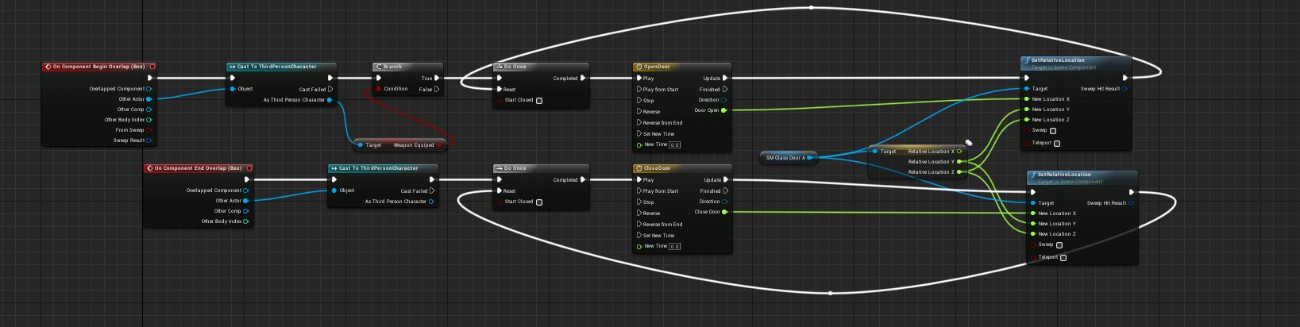 On Component Begin Overlap (Box)
Overlapped Component
Other Actor
Other Comp
Other Body Index
From Sweep
Sweep Result
Cast To ThirdPersonCharacter
Object
Cast Failed
As Third Person Character
Branch
Condition
True
False
Target
Weapon Equiped
Do Once
Reset
Start Closed
Completed
OpenDoor
Play
Play from Start
Stop
Reverse
Reverse from End
Set New Time
New Time 0.0
Update
Finished
Direction
Door Open
SetRelativeLocation
Target is Scene Component
Target
New Location X
New Location Y
New Location Z
Sweep
Teleport
Sweep Hit Result
SM Glass Door A
Target
Relative Location X
Relative Location Y
Relative Location Z
On Component End Overlap (Box)
Overlapped Component
Other Actor
Other Comp
Other Body Index
Cast To ThirdPersonCharacter
Object
Cast Failed
As Third Person Character
Do Once
Reset
Start Closed
Completed
CloseDoor
Play
Play from Start
Stop
Reverse
Reverse from End
Set New Time
New Time 0.0
Update
Finished
Direction
Close Door
SetRelativeLocation
Target is Scene Component
Target
New Location X
New Location Y
New Location Z
Sweep
Teleport
Sweep Hit Result